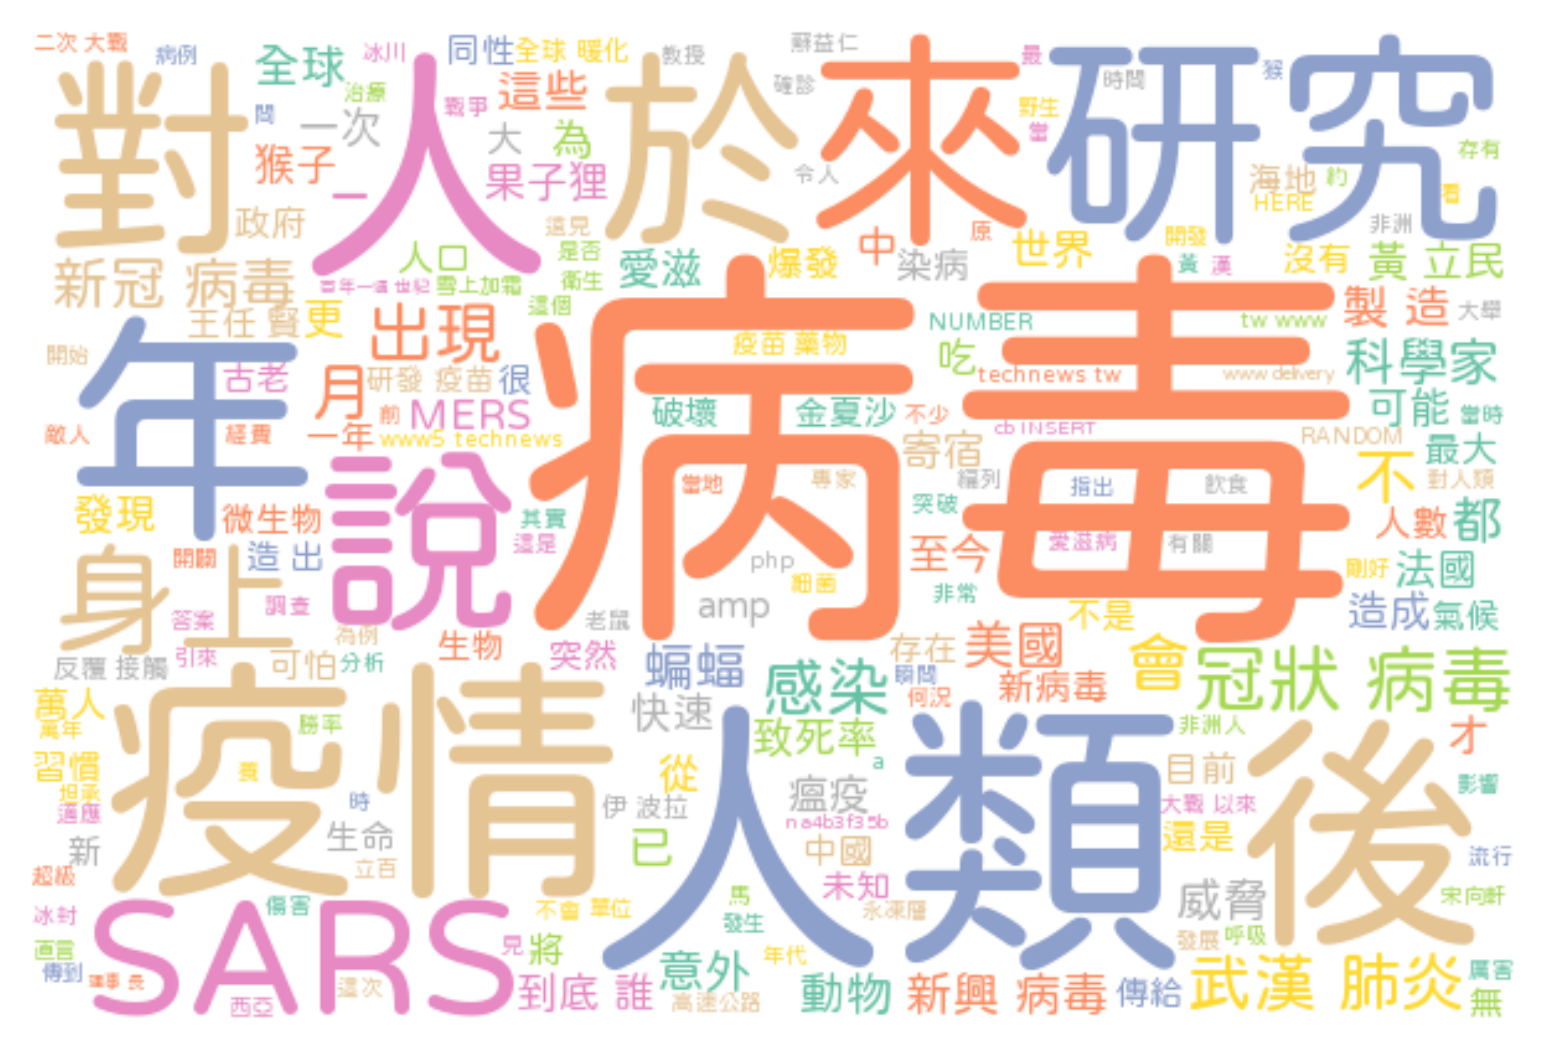 二次 大戰
病例
全球
冰川
同性
全球 暖化
教授
蘇益仁
最
研究
時間
猴
對
人
治療
戰爭
這些
於
確診
來
野生
當
存有
問
一次
大
為
猴子
一
果子狸
令人
海地
約
HERE
看
政府
這見
原
非洲
人口
是否
中
世界
開發
新冠 病毒
百年一遇 世紀
雪上加霜
衛生
愛滋
爆發
染病
黃
漢
沒有
黃 立民
王任 賢
更
出現
這個
病毒
NUMBER
tw www
製 造
大舉
開始
年
古老
月
研發 疫苗
很
疫苗 藥物
吃
technews tw
www delivery
科學家
可能
當時
敵人
經費
一年
前
MERS
www5 technews
破壞
金夏沙
不少
cb INSERT
RANDOM
最大
寄宿
說
當地
專家
編列
指出
飲食
不
對人類
發現
微生物
其實
這是
突破
愛滋病
有關
人數
都
身上
開闢
造 出
php
細菌
至今
剛好
法國
調查
amp
非常
答案
為例
老鼠
不是
造成
氣候
反覆 接觸
引來
可怕
分析
生物
突然
蝙蝠
感染
存在
瞬間
美國
會
冠狀 病毒
何況
新病毒
萬人
萬年
疫情
勝率
快速
致死率
人類
非洲人
後
才
習慣
養
從
a
目前
影響
坦承
適應
時
伊 波拉
瘟疫
na4b3f35b
大戰 以來
新
生命
已
中國
還是
流行
超級
立百
未知
馬
永凍層
威脅
宋向軒
冰封
SARS
傷害
不會
單位
發生
發展
呼吸
直言
兄
將
意外
年代
傳到
理事 長
西亞
這次
到底 誰
高速公路
動物
新興 病毒
傳給
武漢 肺炎
厲害
無